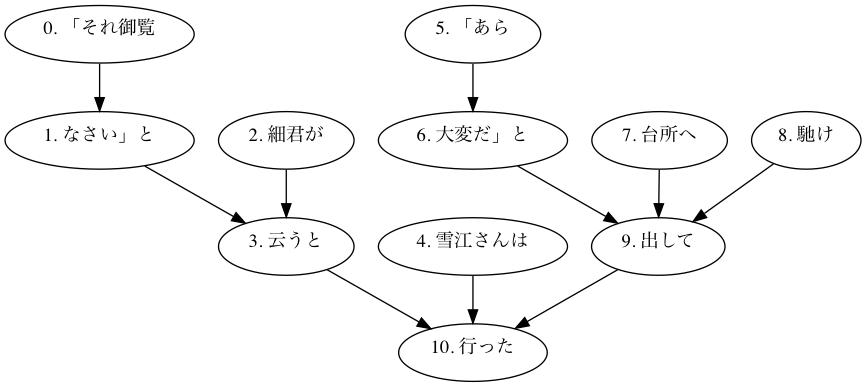 0. 「それ御覧
5. 「あら
1. なさい」と
2. 細君が
6. 大変だ」と
7. 台所へ
8. 馳け
3. 云うと
4. 雪江さんは
9. 出して
10. 行った